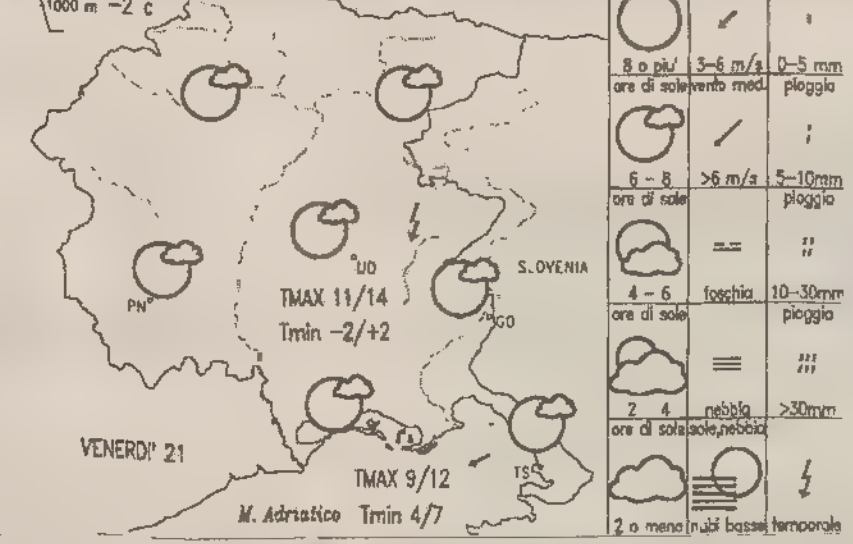 1000 m -2 c
UD
SLOVENIA
PN
TMAX 11/14
Tmin -2/+2
GO
VENERDI' 21
TMAX 9/12
TS
M. Adriatico Tmin 4/7
8 o piu' 3-6 m/s 0-5 mm
ore di sole vento mod. pioggia
6 - 8 >6 m/s 5-10mm
ore di sole pioggia
4 - 6 foschia 10-30mm
ore di sole pioggia
2 4 nebbia >30mm
ore di sole sole,nebbia
2 o meno nubi basse temporale